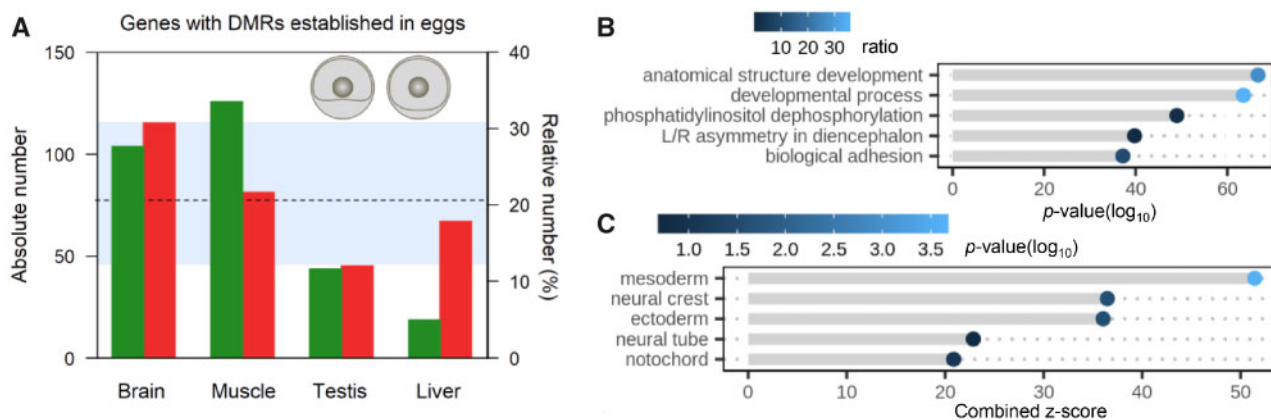 A
Genes with DMRs established in eggs
150
100
50
0
Absolute number
40
30
20
10
0
Relative number (%)
Brain Muscle Testis Liver
B
10 20 30 ratio
anatomical structure development
developmental process
phosphatidylinositol dephosphorylation
L/R asymmetry in diencephalon
biological adhesion
0 20 40 60
p-value(log10)
C
1.0 1.5 2.0 2.5 3.0 3.5 p-value(log10)
mesoderm
neural crest
ectoderm
neural tube
notochord
0 10 20 30 40 50
Combined z-score